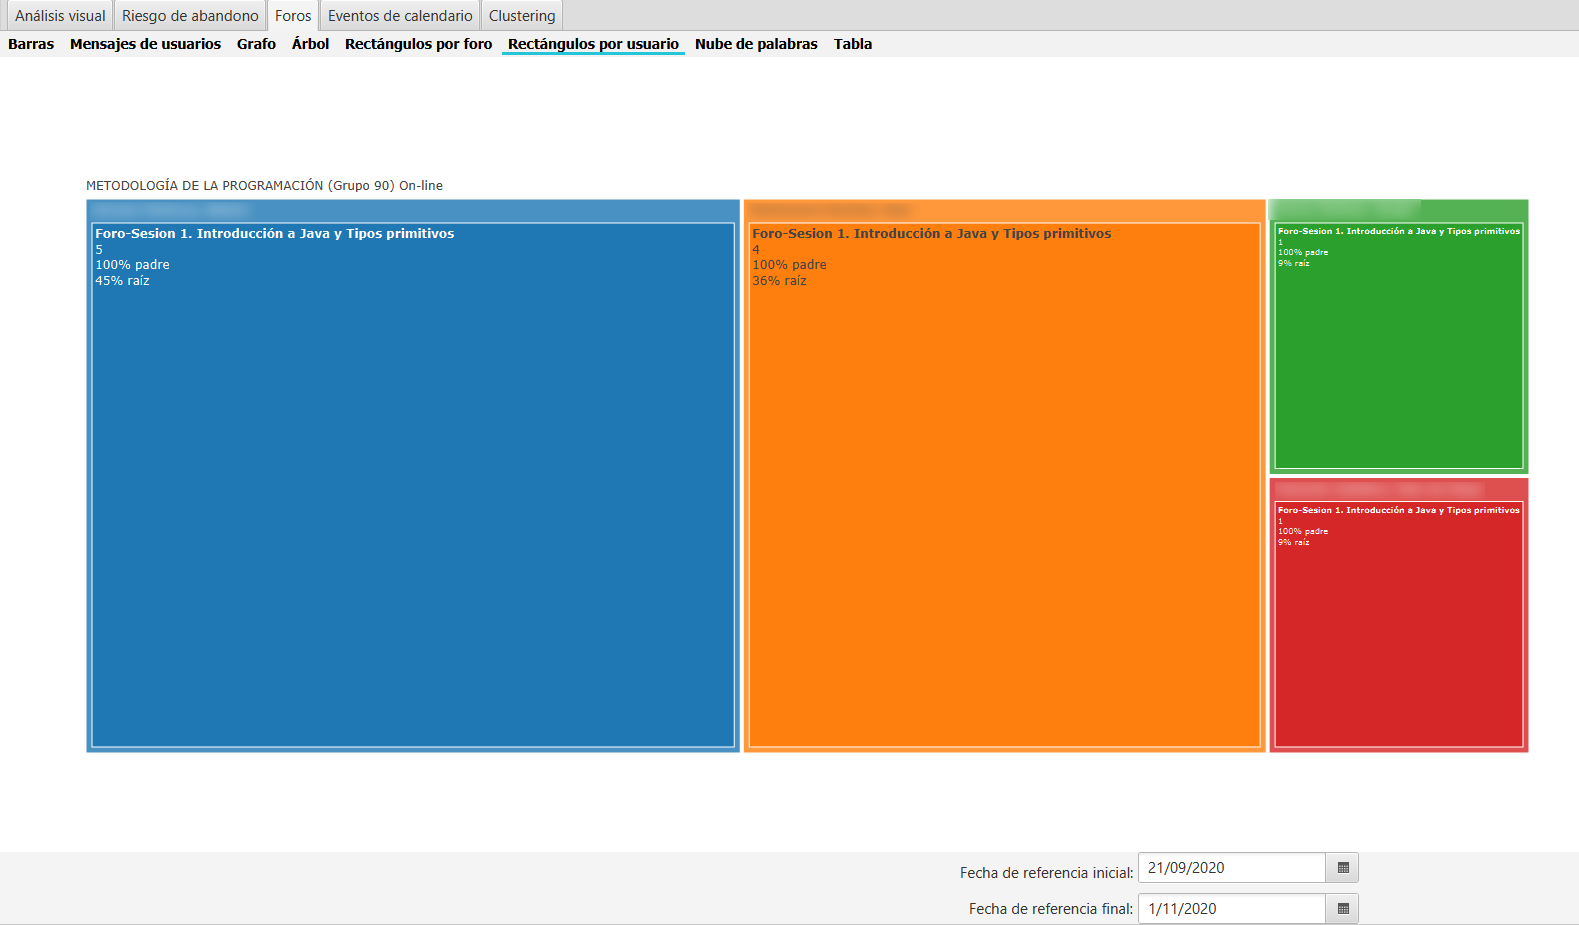 Análisis visual Riesgo de abandono Foros Eventos de calendario Clustering
Barras Mensajes de usuarios Grafo Árbol Rectángulos por foro Rectángulos por usuario Nube de palabras Tabla
METODOLOGÍA DE LA PROGRAMACIÓN (Grupo 90) On-line
Foro-Sesion 1. Introducción a Java y Tipos primitivos
5
100% padre
45% raíz
Foro-Sesion 1. Introducción a Java y Tipos primitivos
4
100% padre
36% raíz
Foro-Sesion 1. Introducción a Java y Tipos primitivos
1
100% padre
9% raíz
Foro-Sesion 1. Introducción a Java y Tipos primitivos
1
100% padre
9% raíz
Fecha de referencia inicial: 21/09/2020
Fecha de referencia final: 1/11/2020